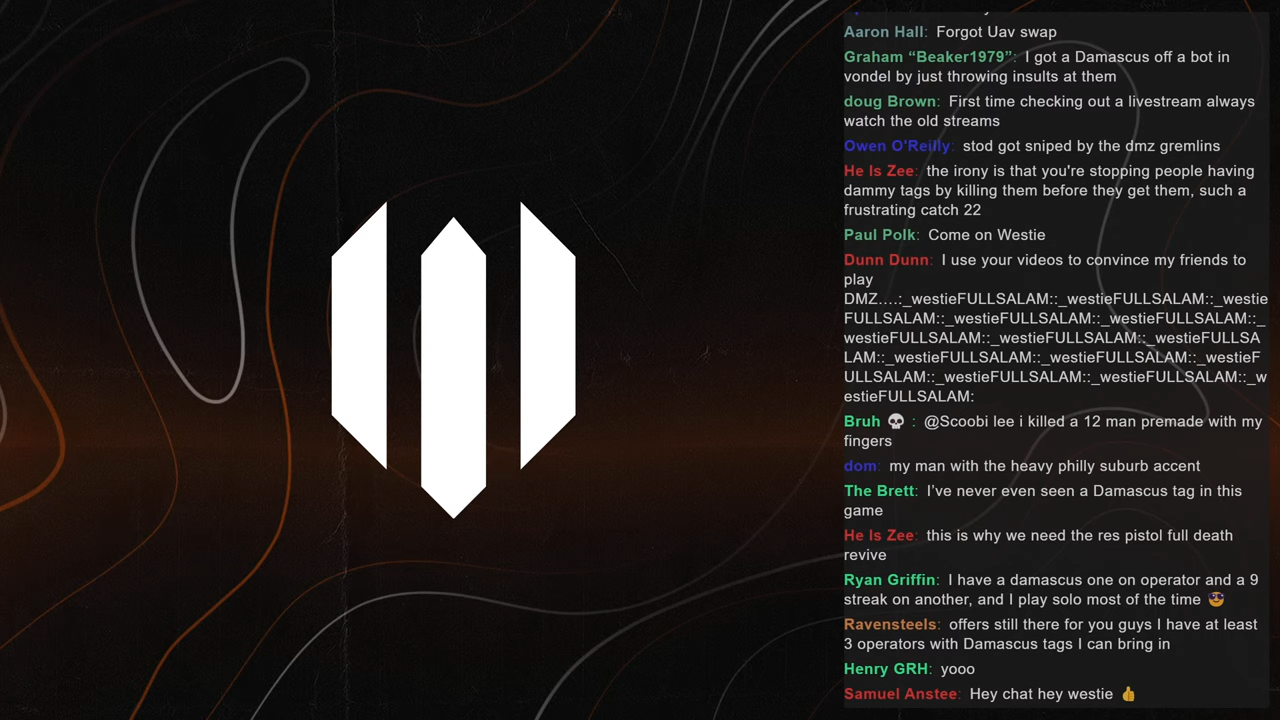 Aaron Hall: Forgot Uav swap
Graham “Beaker1979”: I got a Damascus off a bot in
vondel by just throwing insults at them
doug Brown: First time checking out a livestream always
watch the old streams
Owen O'Reilly: stod got sniped by the dmz gremlins
He Is Zee: the irony is that you're stopping people having
dammy tags by killing them before they get them, such a
frustrating catch 22
Paul Polk: Come on Westie
Dunn Dunn: I use your videos to convince my friends to
play
DMZ....:_westieFULLSALAM::_westieFULLSALAM::_westie
FULLSALAM::_westieFULLSALAM::_westieFULLSALAM::_
westieFULLSALAM::_westieFULLSALAM::_westieFULLSA
LAM::_westieFULLSALAM::_westieFULLSALAM::_westieF
ULLSALAM::_westieFULLSALAM::_westieFULLSALAM::_w
estieFULLSALAM:
Bruh 💀 : @Scoobi lee i killed a 12 man premade with my
fingers
dom: my man with the heavy philly suburb accent
The Brett: I've never even seen a Damascus tag in this
game
He Is Zee: this is why we need the res pistol full death
revive
Ryan Griffin: I have a damascus one on operator and a 9
streak on another, and I play solo most of the time 😎
Ravensteels: offers still there for you guys I have at least
3 operators with Damascus tags I can bring in
Henry GRH: yooo
Samuel Anstee: Hey chat hey westie 👍